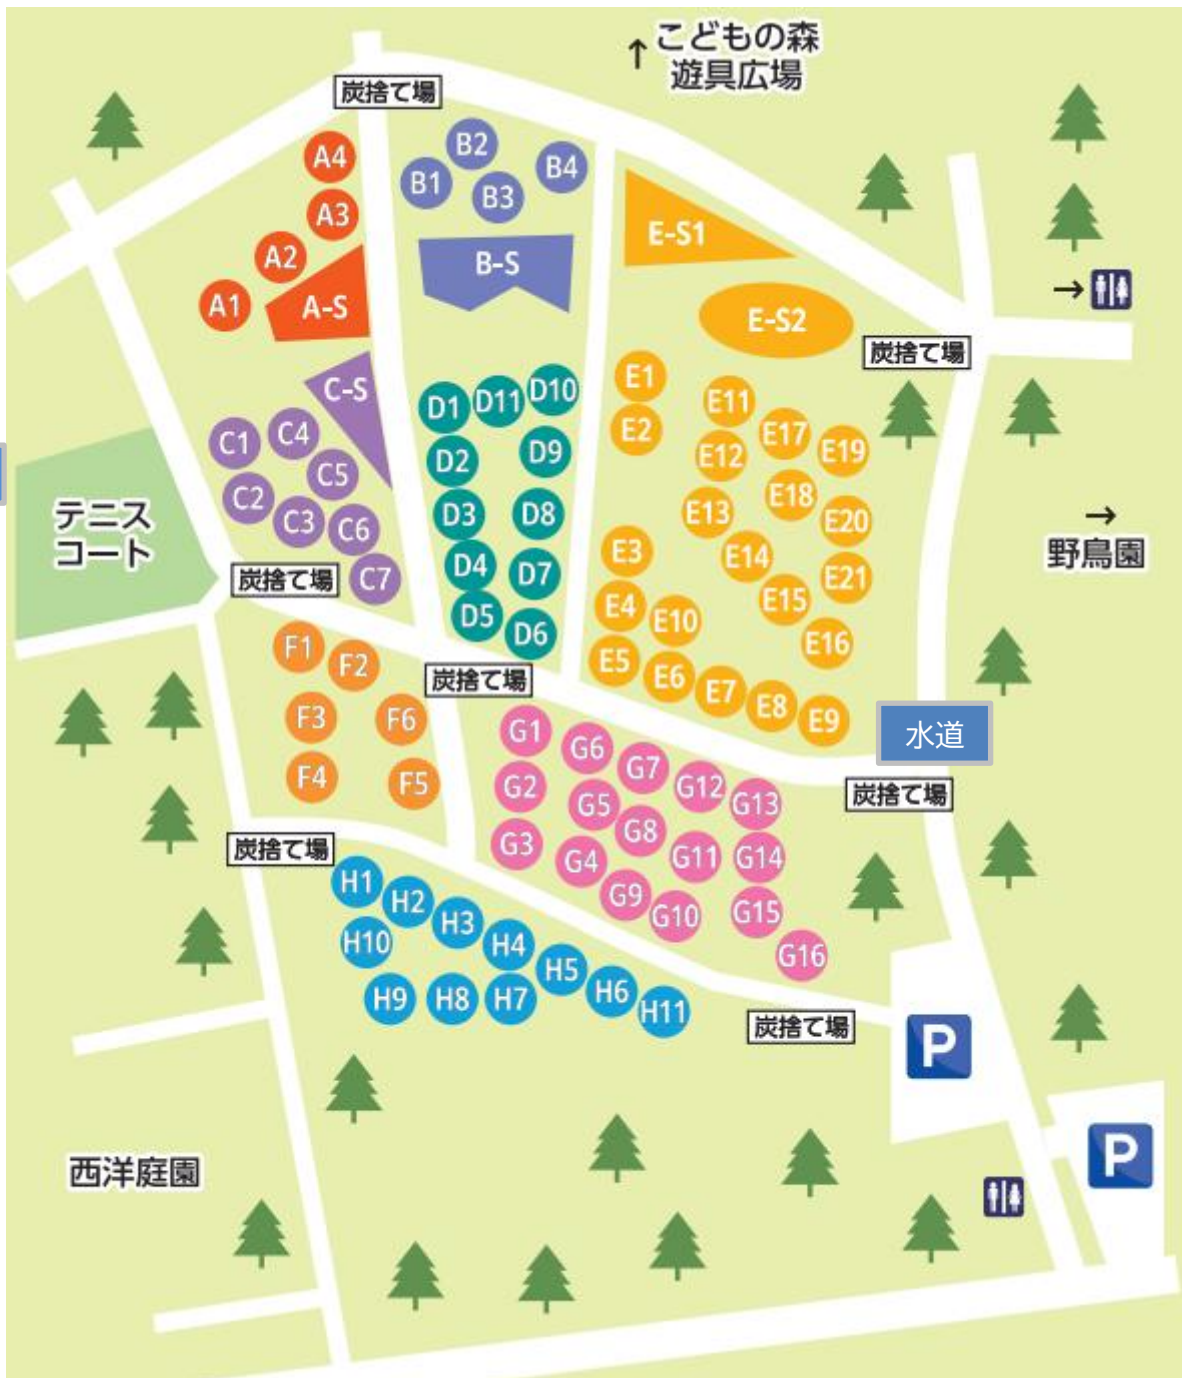 こどもの森
遊具広場
↑
炭捨て場
A4
B2
B4
B1
B3
A3
E-S1
A2
B-S
→
A1
A-S
E-S2
炭捨て場
C-S
E1
D10
D11
D1
E11
E2
C4
C1
E17
D9
E19
E12
D2
C5
C2
E18
D3
D8
E13
テニス
コート
C3
C6
E20
→
野鳥園
E3
E14
D4
D7
C7
炭捨て場
E21
E15
E4
D5
E10
D6
E16
F1
F2
E5
炭捨て場
E6
E7
E8
E9
F3
F6
G1
水道
G6
G7
F4
F5
G2
G12
炭捨て場
G5
G13
G8
G3
炭捨て場
G11
G14
G4
H1
G9
H2
G15
G10
H3
H10
H4
G16
H5
H6
H9
H8
H7
H11
炭捨て場
P
P
西洋庭園